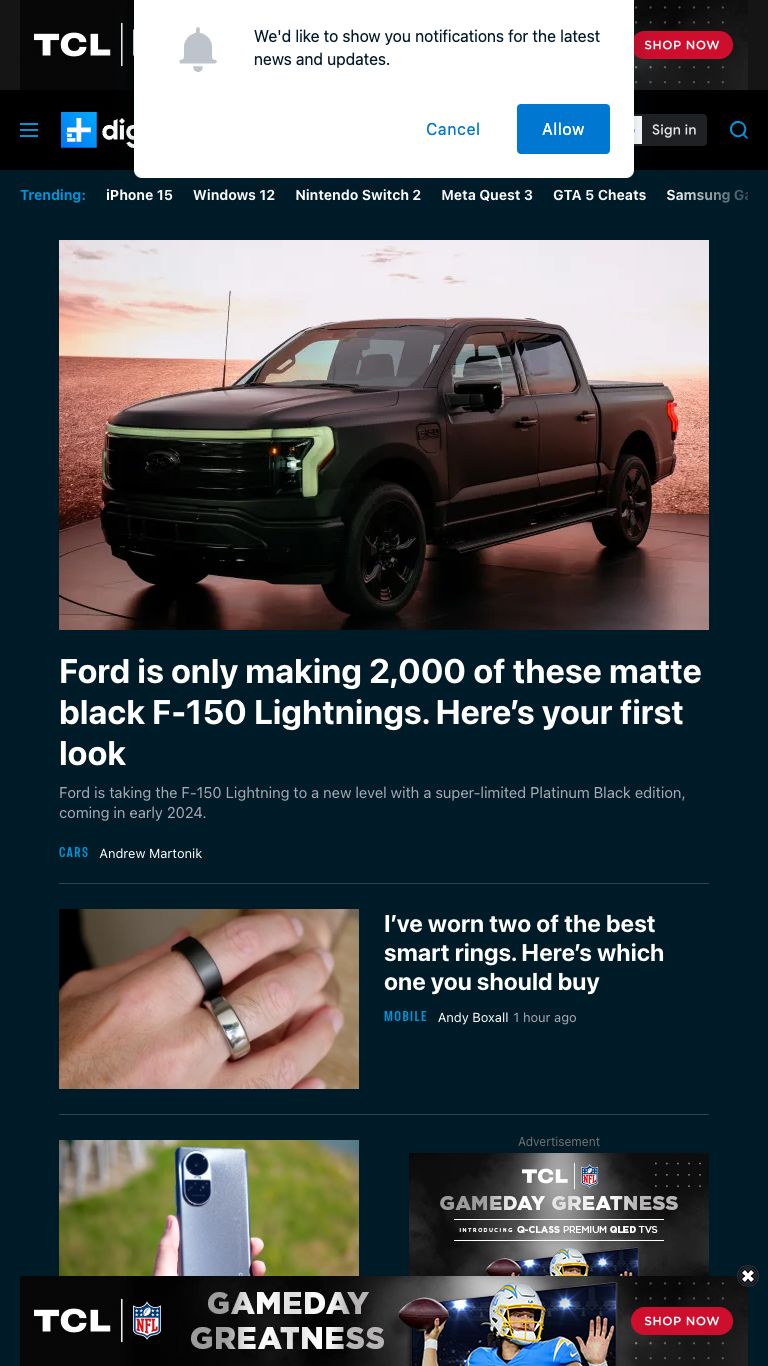 TCL
We'd like to show you notifications for the latest
news and updates.
Cancel
Allow
SHOP NOW
Sign in
Trending: iPhone 15 Windows 12 Nintendo Switch 2 Meta Quest 3 GTA 5 Cheats Samsung
Ford is only making 2,000 of these matte
black F-150 Lightnings. Here’s your first
look
Ford is taking the F-150 Lightning to a new level with a super-limited Platinum Black edition,
coming in early 2024.
CARS Andrew Martonik
I’ve worn two of the best
smart rings. Here’s which
one you should buy
MOBILE Andy Boxall 1 hour ago
Advertisement
TCL NFL
GAMEDAY GREATNESS
INTRODUCING Q-CLASS PREMIUM QLED TVS
TCL NFL
GAMEDAY
GREATNESS
SHOP NOW